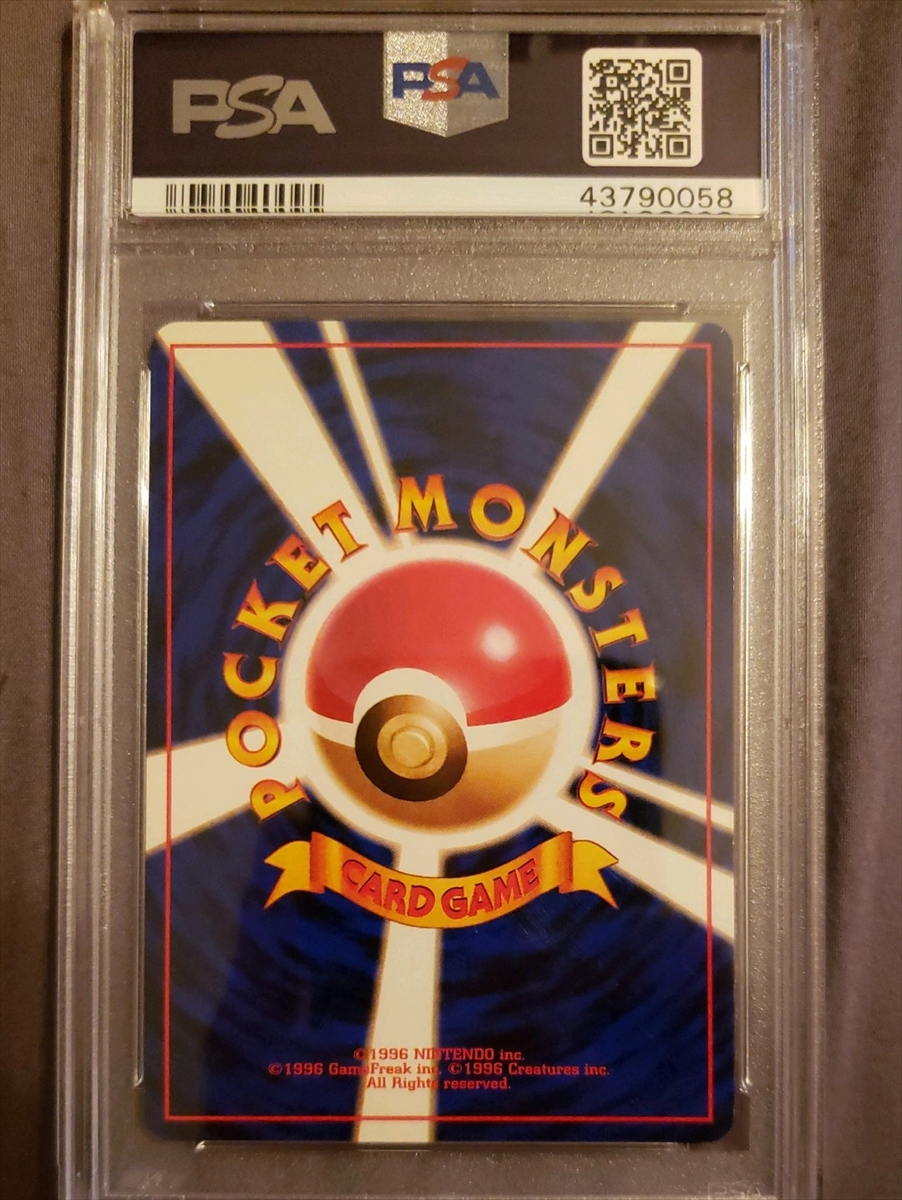 PSA
PSA
43790058
POCKET MONSTERS
CARD GAME
©1996 NINTENDO inc.
©1996 GameFreak inc. ©1996 Creatures inc.
All Rights reserved.